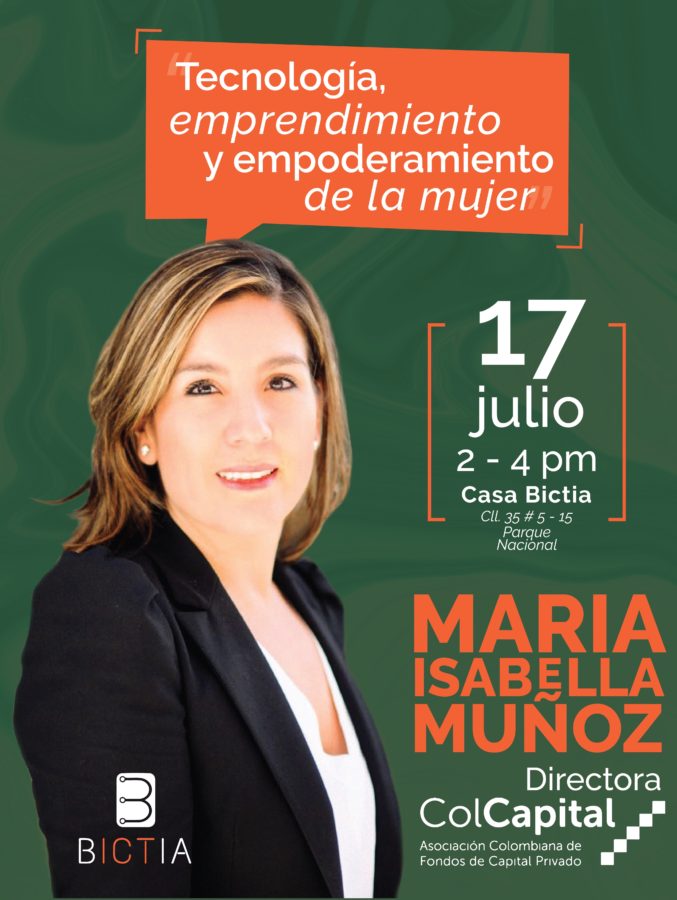 “Tecnología,
emprendimiento
y empoderamiento
de la mujer”
17
julio
2 - 4 pm
Casa Bictia
Cll. 35 # 5 - 15
Parque
Nacional
MARIA
ISABELLA
MUÑOZ
Directora
ColCapital
Asociación Colombiana de
Fondos de Capital Privado
BICTIA